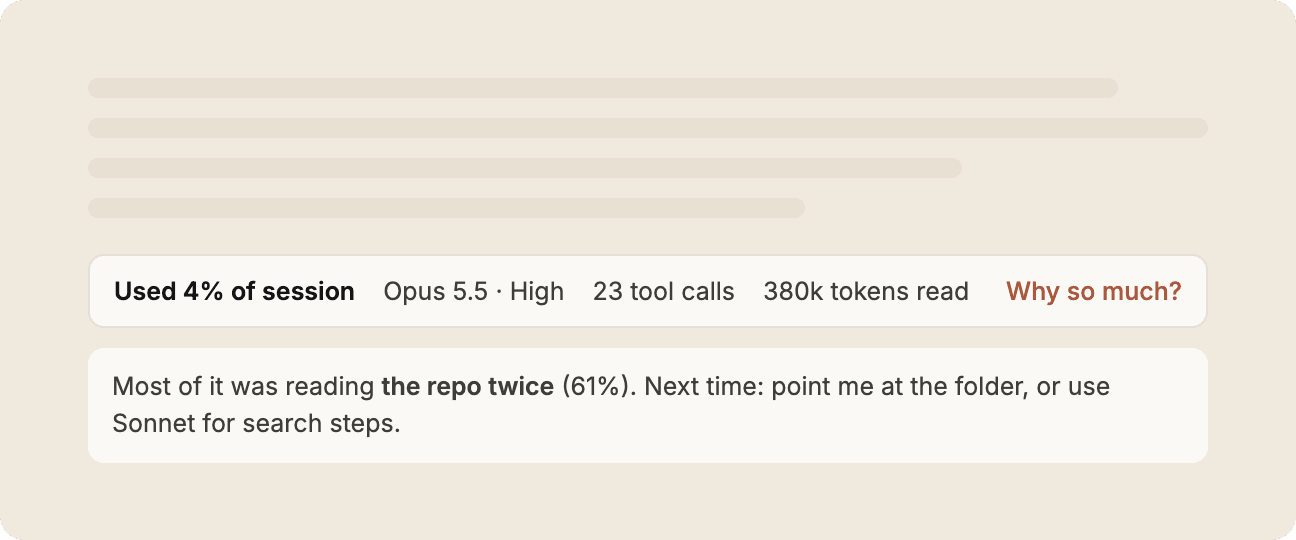 Used 4% of session Opus 5.5 · High 23 tool calls 380k tokens read Why so much?
Most of it was reading the repo twice (61%). Next time: point me at the folder, or use
Sonnet for search steps.